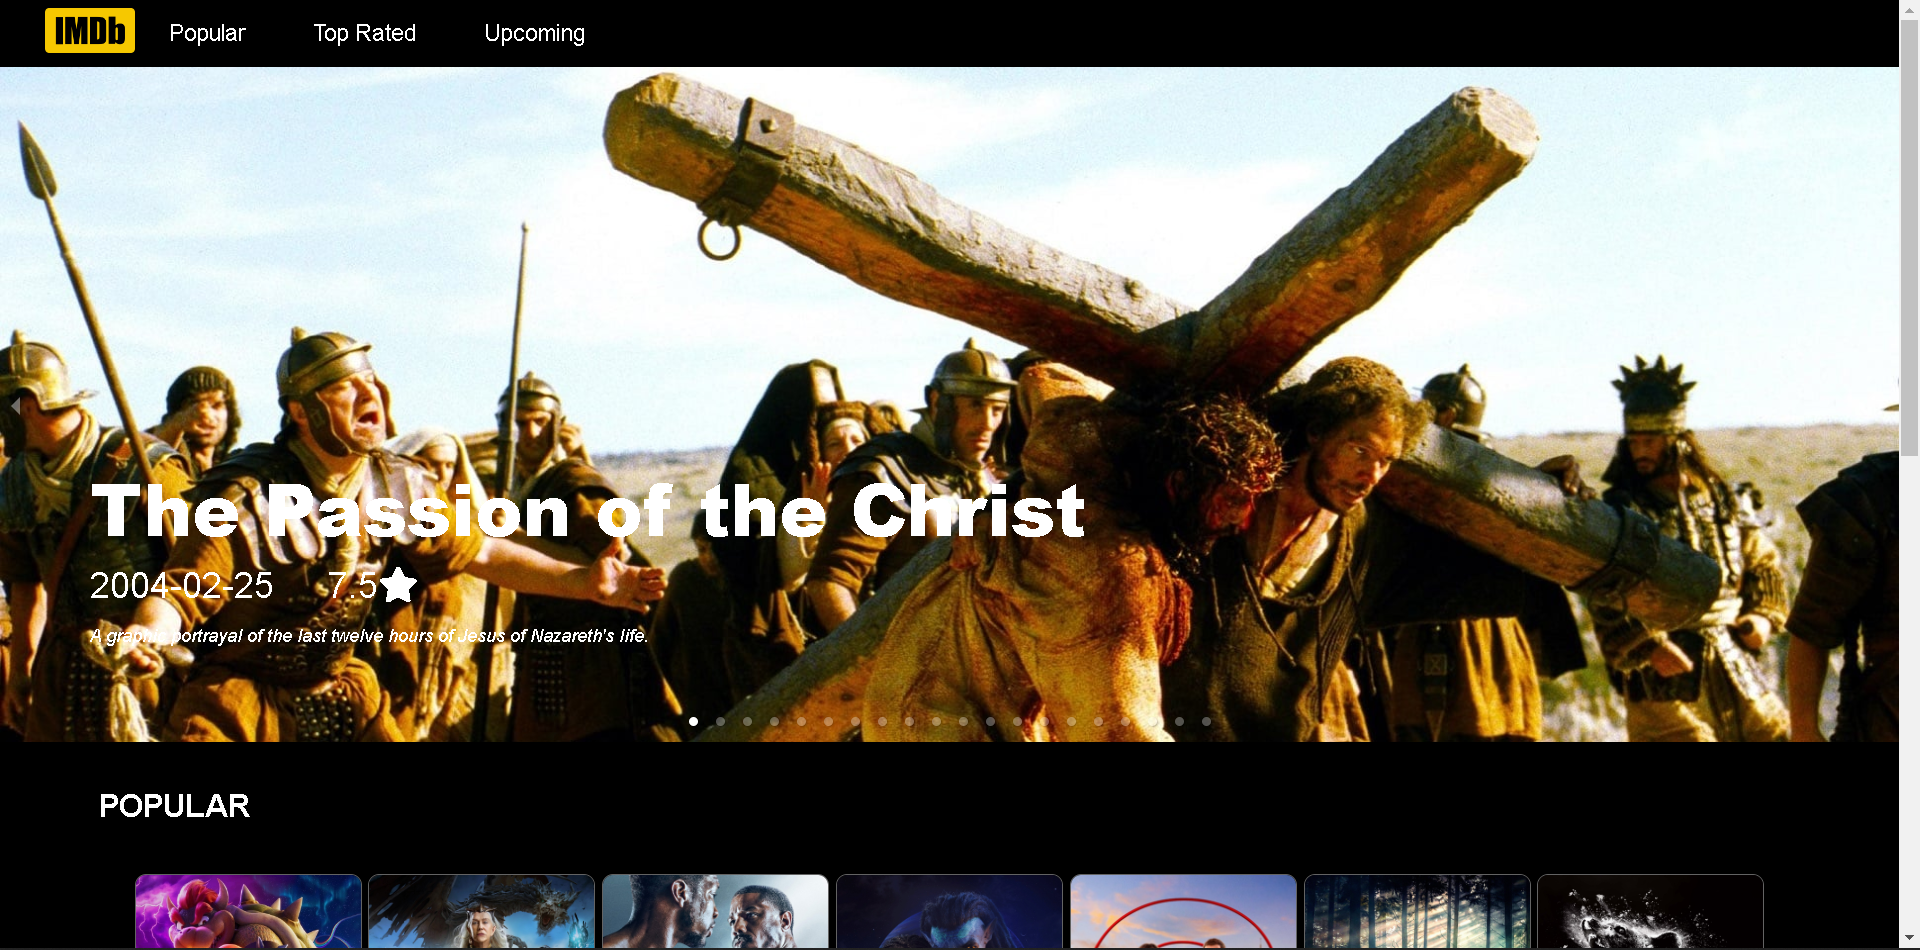 IMDb
Popular
Top Rated
Upcoming
The Passion of the Christ
2004-02-25
7.5
A graphic portrayal of the last twelve hours of Jesus of Nazareth's life.
POPULAR